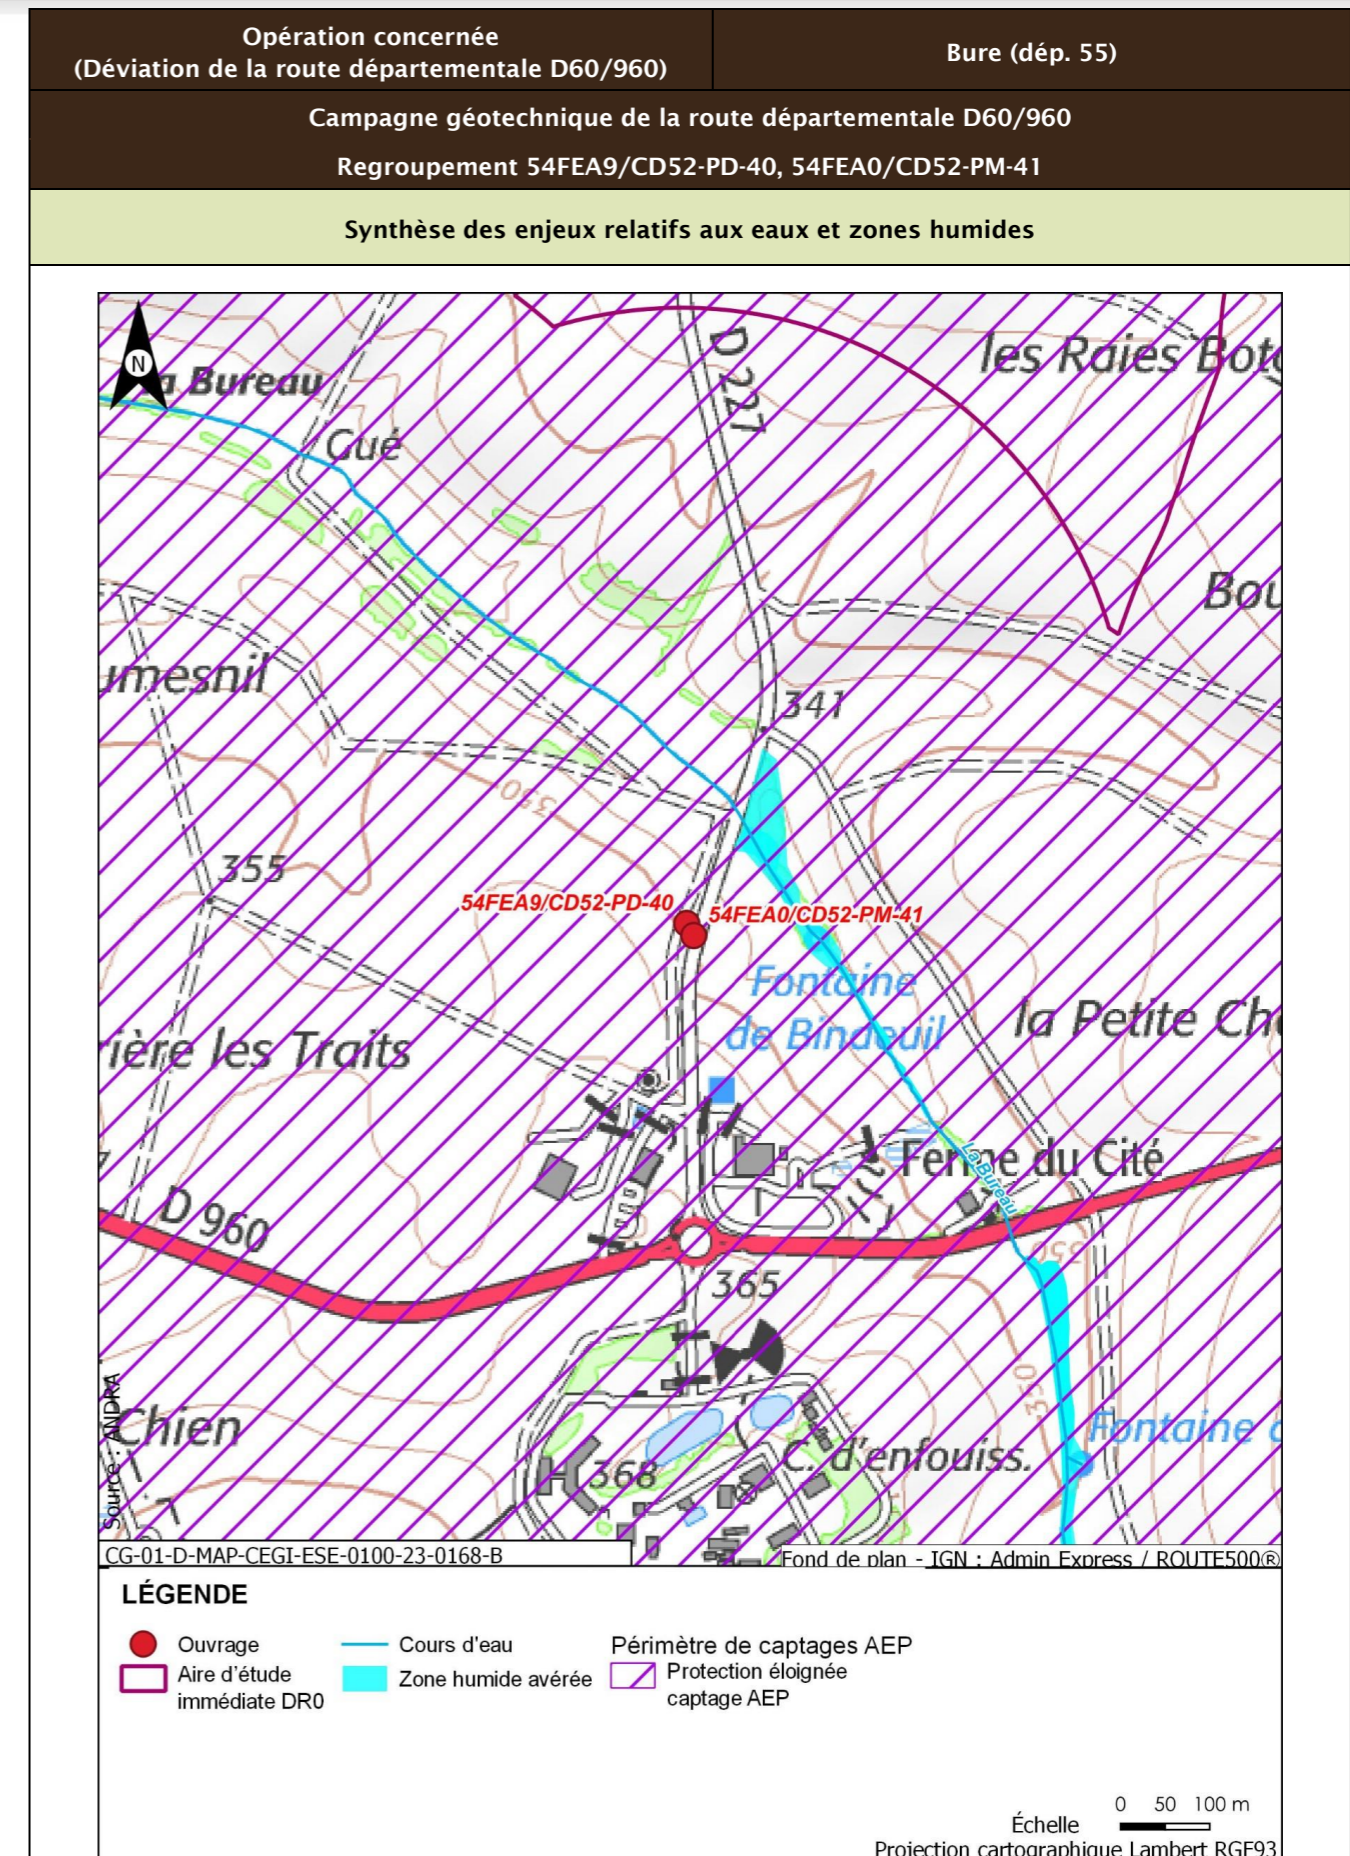 Opération concernée
(Déviation de la route départementale D60/960)
Bure (dép. 55)
Campagne géotechnique de la route départementale D60/960
Regroupement 54FEA9/CD52-PD-40, 54FEA0/CD52-PM-41
Synthèse des enjeux relatifs aux eaux et zones humides
N
a Bureau
Gué
D 227
les Raies Bot
Bou
umesnil
341
350
355
54FEA9/CD52-PD-40
54FEA0/CD52-PM-41
Fontaine
de Bindeuil
la Petite Ch
rière les Traits
Ferme du Cité
La Bureau
D 960
350
365
350
Chien
Fontaine
368
C. d'enfouiss.
Source : ANDRA
CG-01-D-MAP-CEGI-ESE-0100-23-0168-B
Fond de plan - IGN : Admin Express / ROUTE500®
LÉGENDE
Ouvrage
Aire d'étude
immédiate DR0
Cours d'eau
Zone humide avérée
Périmètre de captages AEP
Protection éloignée
captage AEP
0 50 100 m
Échelle
Projection cartographique Lambert RGF93